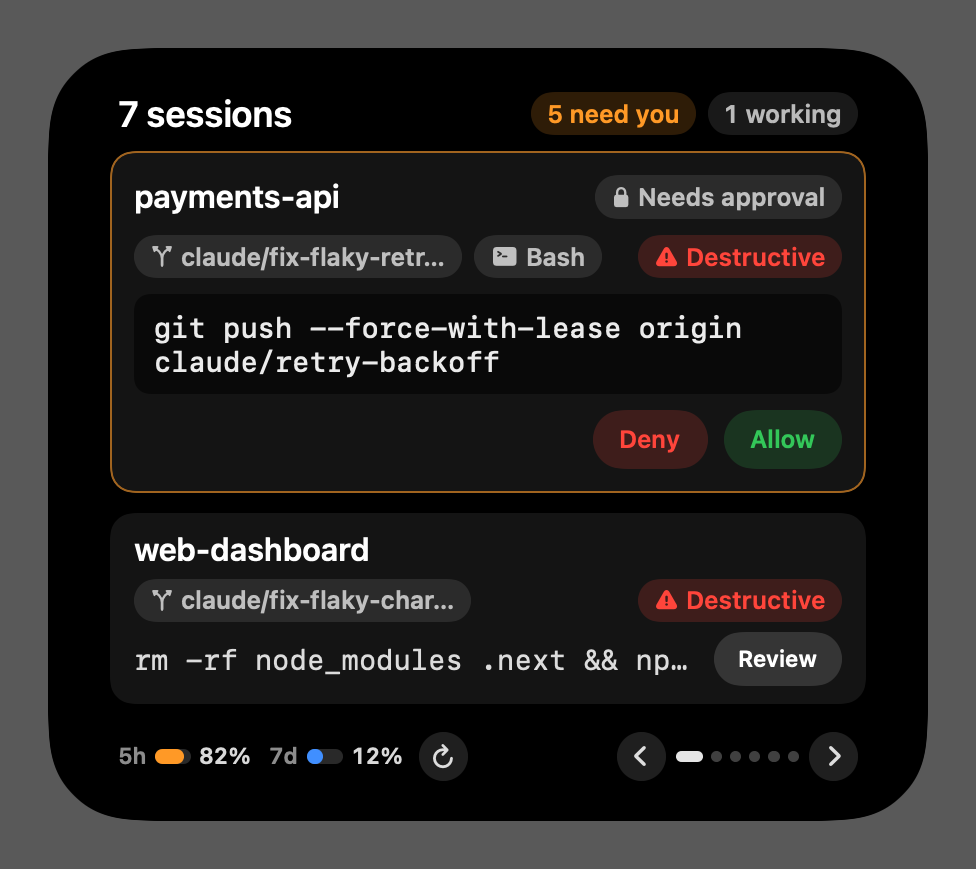 7 sessions
5 need you
1 working
payments-api
Needs approval
claude/fix-flaky-retr...
Bash
Destructive
git push --force-with-lease origin
claude/retry-backoff
Deny
Allow
web-dashboard
claude/fix-flaky-char...
Destructive
rm -rf node_modules .next && np…
Review
5h 82% 7d 12%